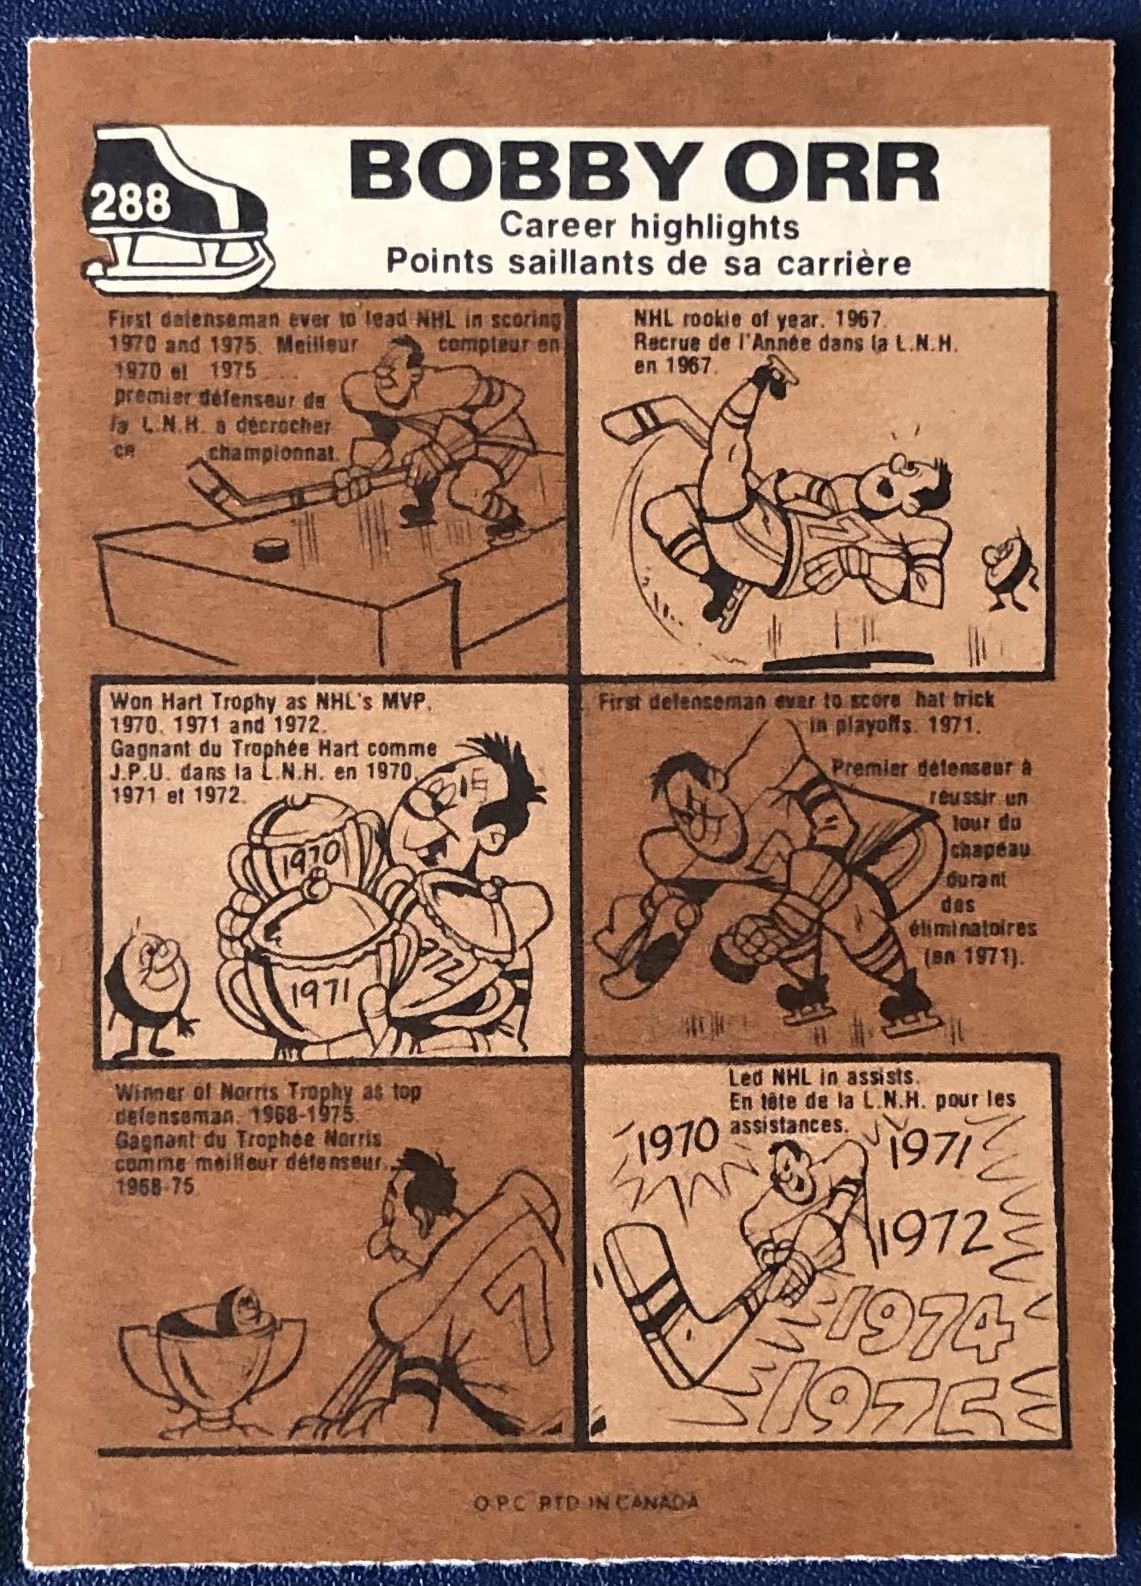 288
BOBBY ORR
Career highlights
Points saillants de sa carrière
First defenseman ever to lead NHL in scoring
1970 and 1975. Meilleur compteur en
1970 et 1975....
premier défenseur de
la L.N.H. a décrocher
ce championnat.
NHL rookie of year. 1967.
Recrue de l'Année dans la L.N.H.
en 1967.
Won Hart Trophy as NHL's MVP,
1970, 1971 and 1972.
Gagnant du Trophée Hart comme
J.P.U. dans la L.N.H. en 1970,
1971 et 1972.
1970
1971
972
First defenseman ever to score hat trick
in playoffs. 1971.
Premier défenseur à
réussir un
tour du
chapeau
durant
des
éliminatoires
(en 1971).
Winner of Norris Trophy as top
defenseman, 1968-1975.
Gagnant du Trophée Norris
comme meilleur défenseur,
1968-75
7
Led NHL in assists.
En tête de la L.N.H. pour les
assistances.
1970
1971
1972
1974
1975
O.P.C. PTD. IN CANADA